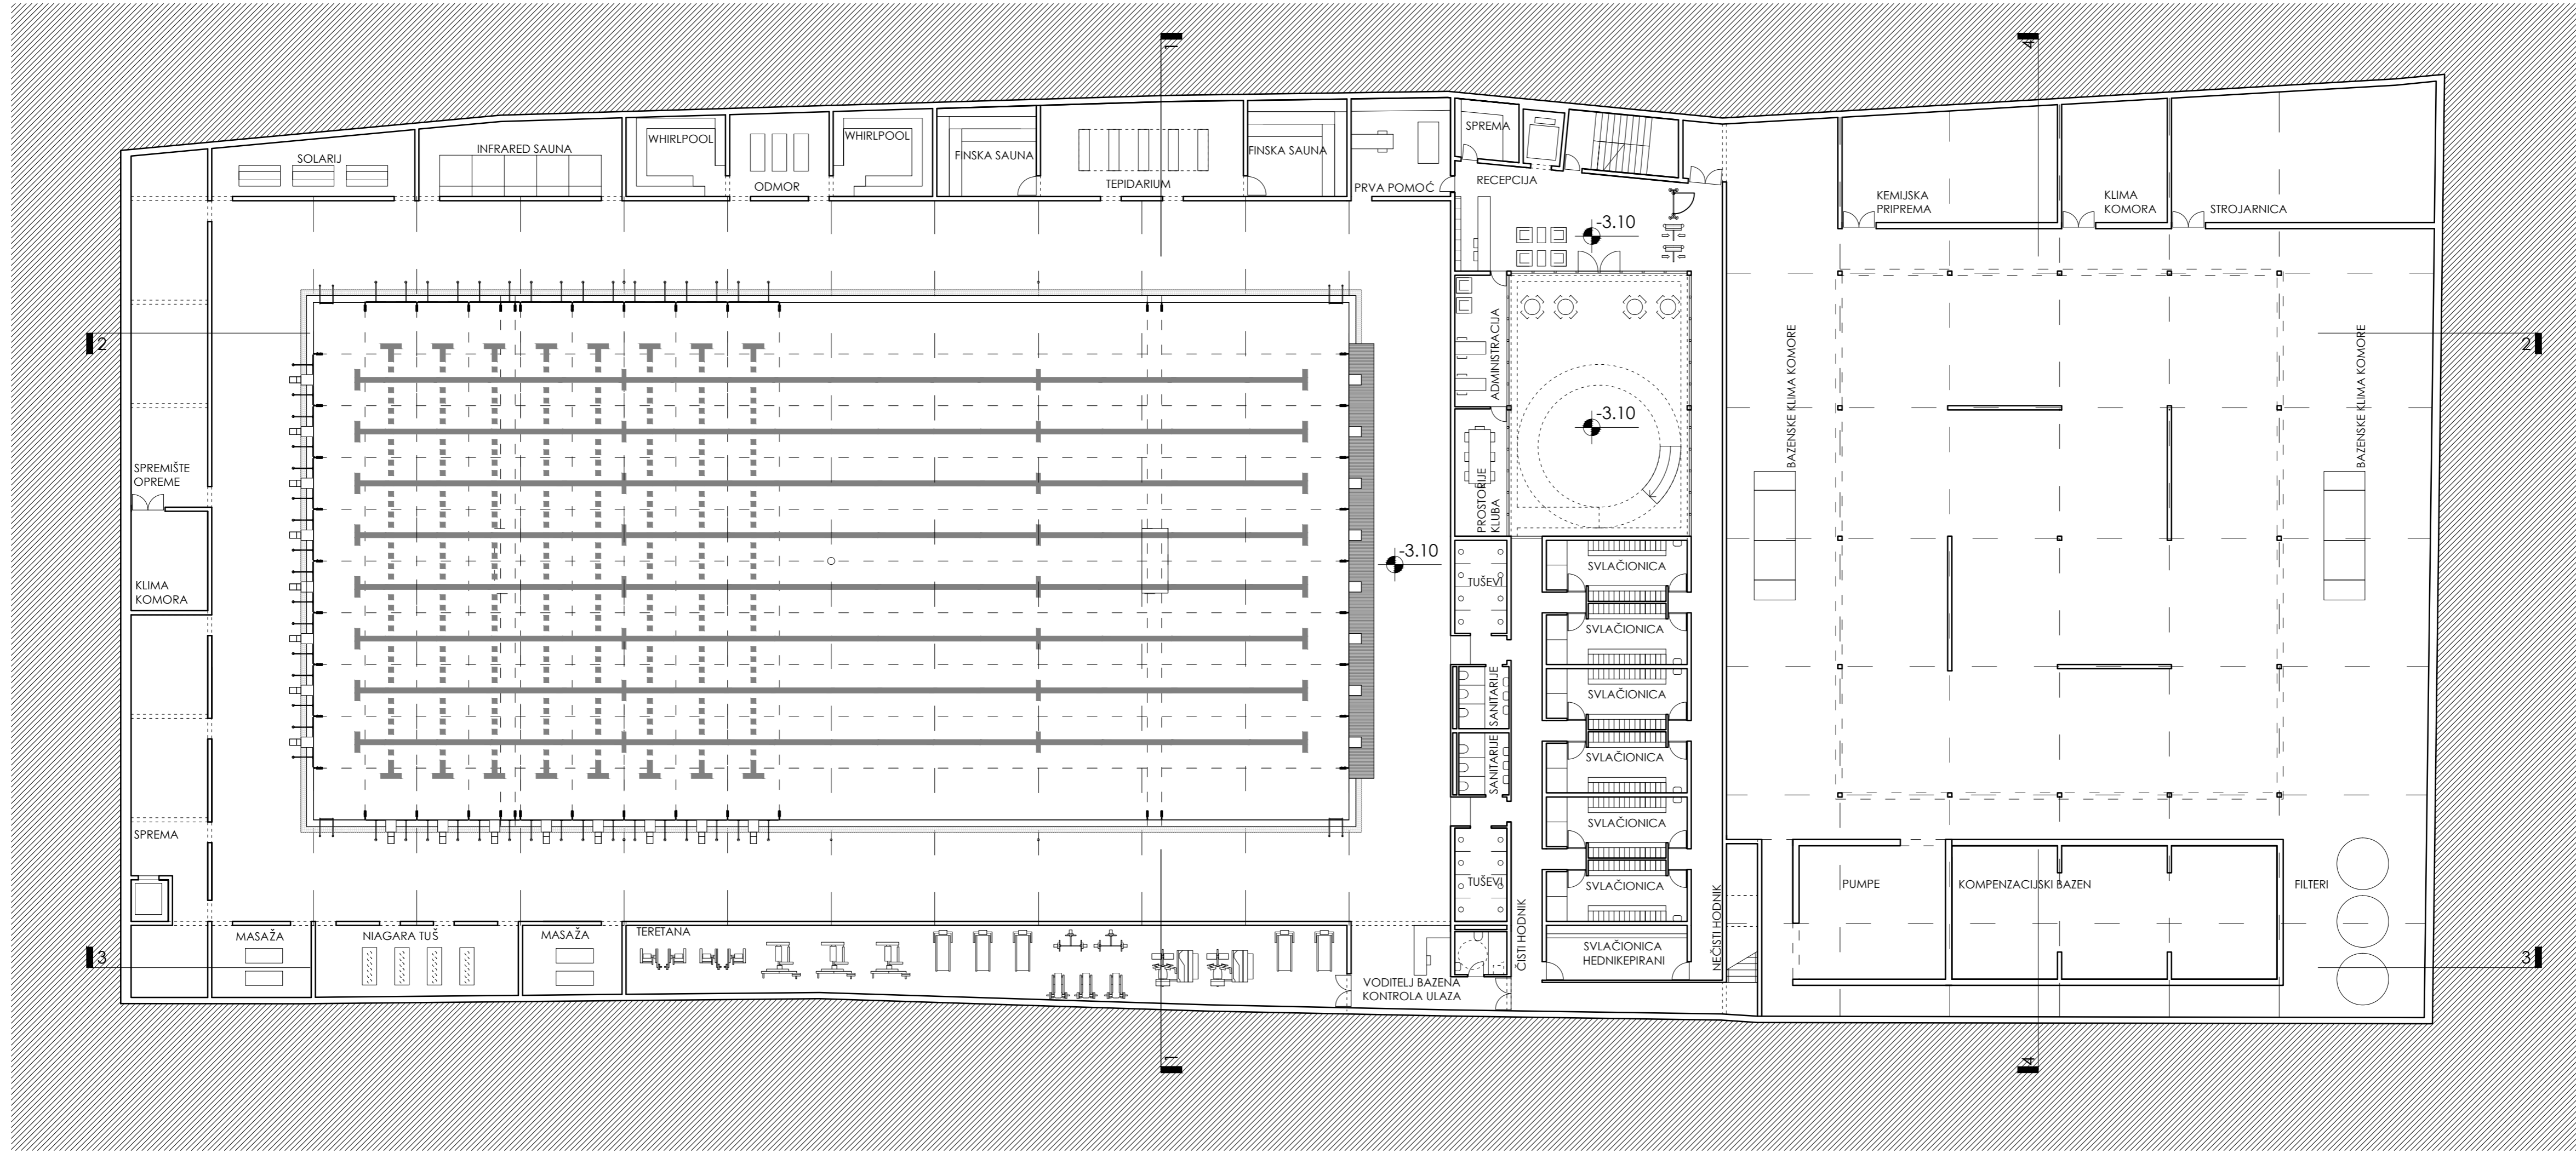 1
4
SOLARIJ
INFRARED SAUNA
WHIRLPOOL
ODMOR
WHIRLPOOL
FINSKA SAUNA
TEPIDARIUM
FINSKA SAUNA
PRVA POMOĆ
SPREMA
RECEPCIJA
KEMIJSKA
PRIPREMA
KLIMA
KOMORA
STROJARNICA
-3.10
2
2
ADMINISTRACIJA
-3.10
BAZENSKE KLIMA KOMORE
BAZENSKE KLIMA KOMORE
SPREMIŠTE
OPREME
PROSTORIJE
KLUBA
-3.10
KLIMA
KOMORA
TUŠEVI
SVLAČIONICA
SVLAČIONICA
SANITARIJE
SVLAČIONICA
SANITARIJE
SVLAČIONICA
SPREMA
SVLAČIONICA
TUŠEVI
SVLAČIONICA
PUMPE
KOMPENZACIJSKI BAZEN
FILTERI
ČISTI HODNIK
NEČISTI HODNIK
MASAŽA
NIAGARA TUŠ
MASAŽA
TERETANA
SVLAČIONICA
HEDNIKEPIRANI
3
3
VODITELJ BAZENA
KONTROLA ULAZA
1
4